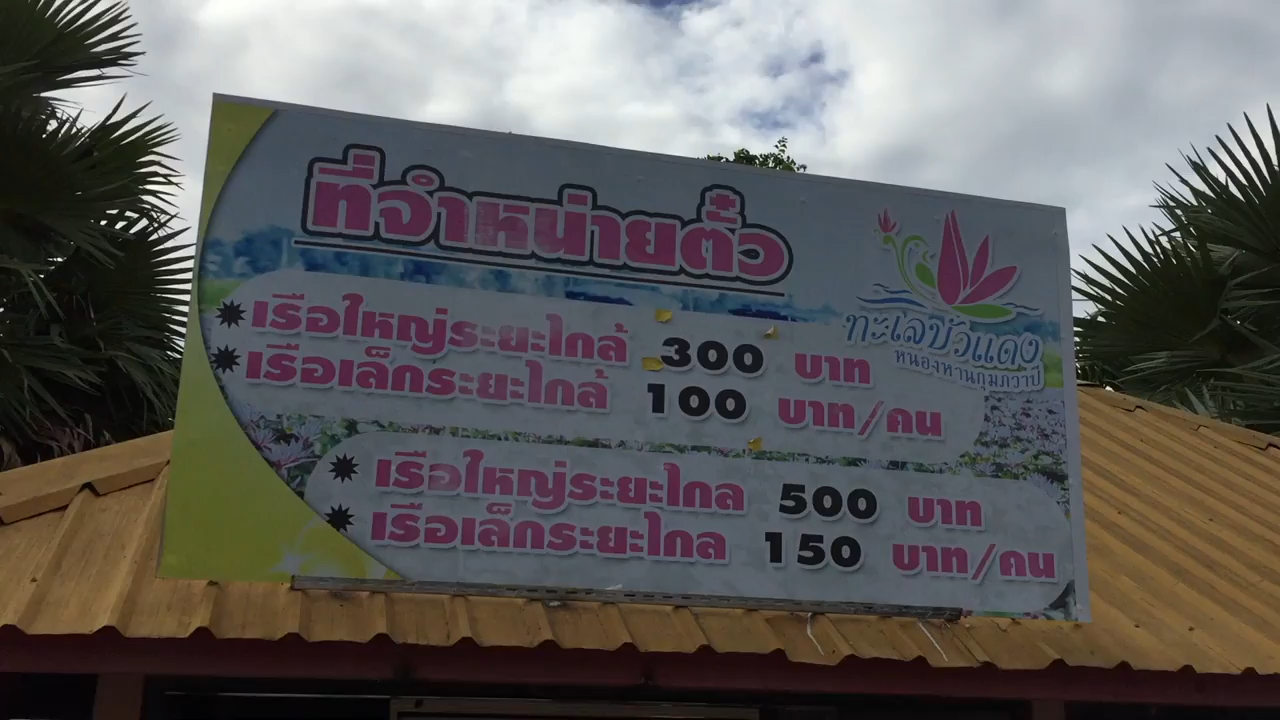 ที่จำหน่ายตั๋ว
ทะเลบัวแดง
หนองหานกุมภวาปี
เรือใหญ่ระยะใกล้ 300 บาท
เรือเล็กระยะใกล้ 100 บาท/คน
เรือใหญ่ระยะไกล 500 บาท
เรือเล็กระยะไกล 150 บาท/คน